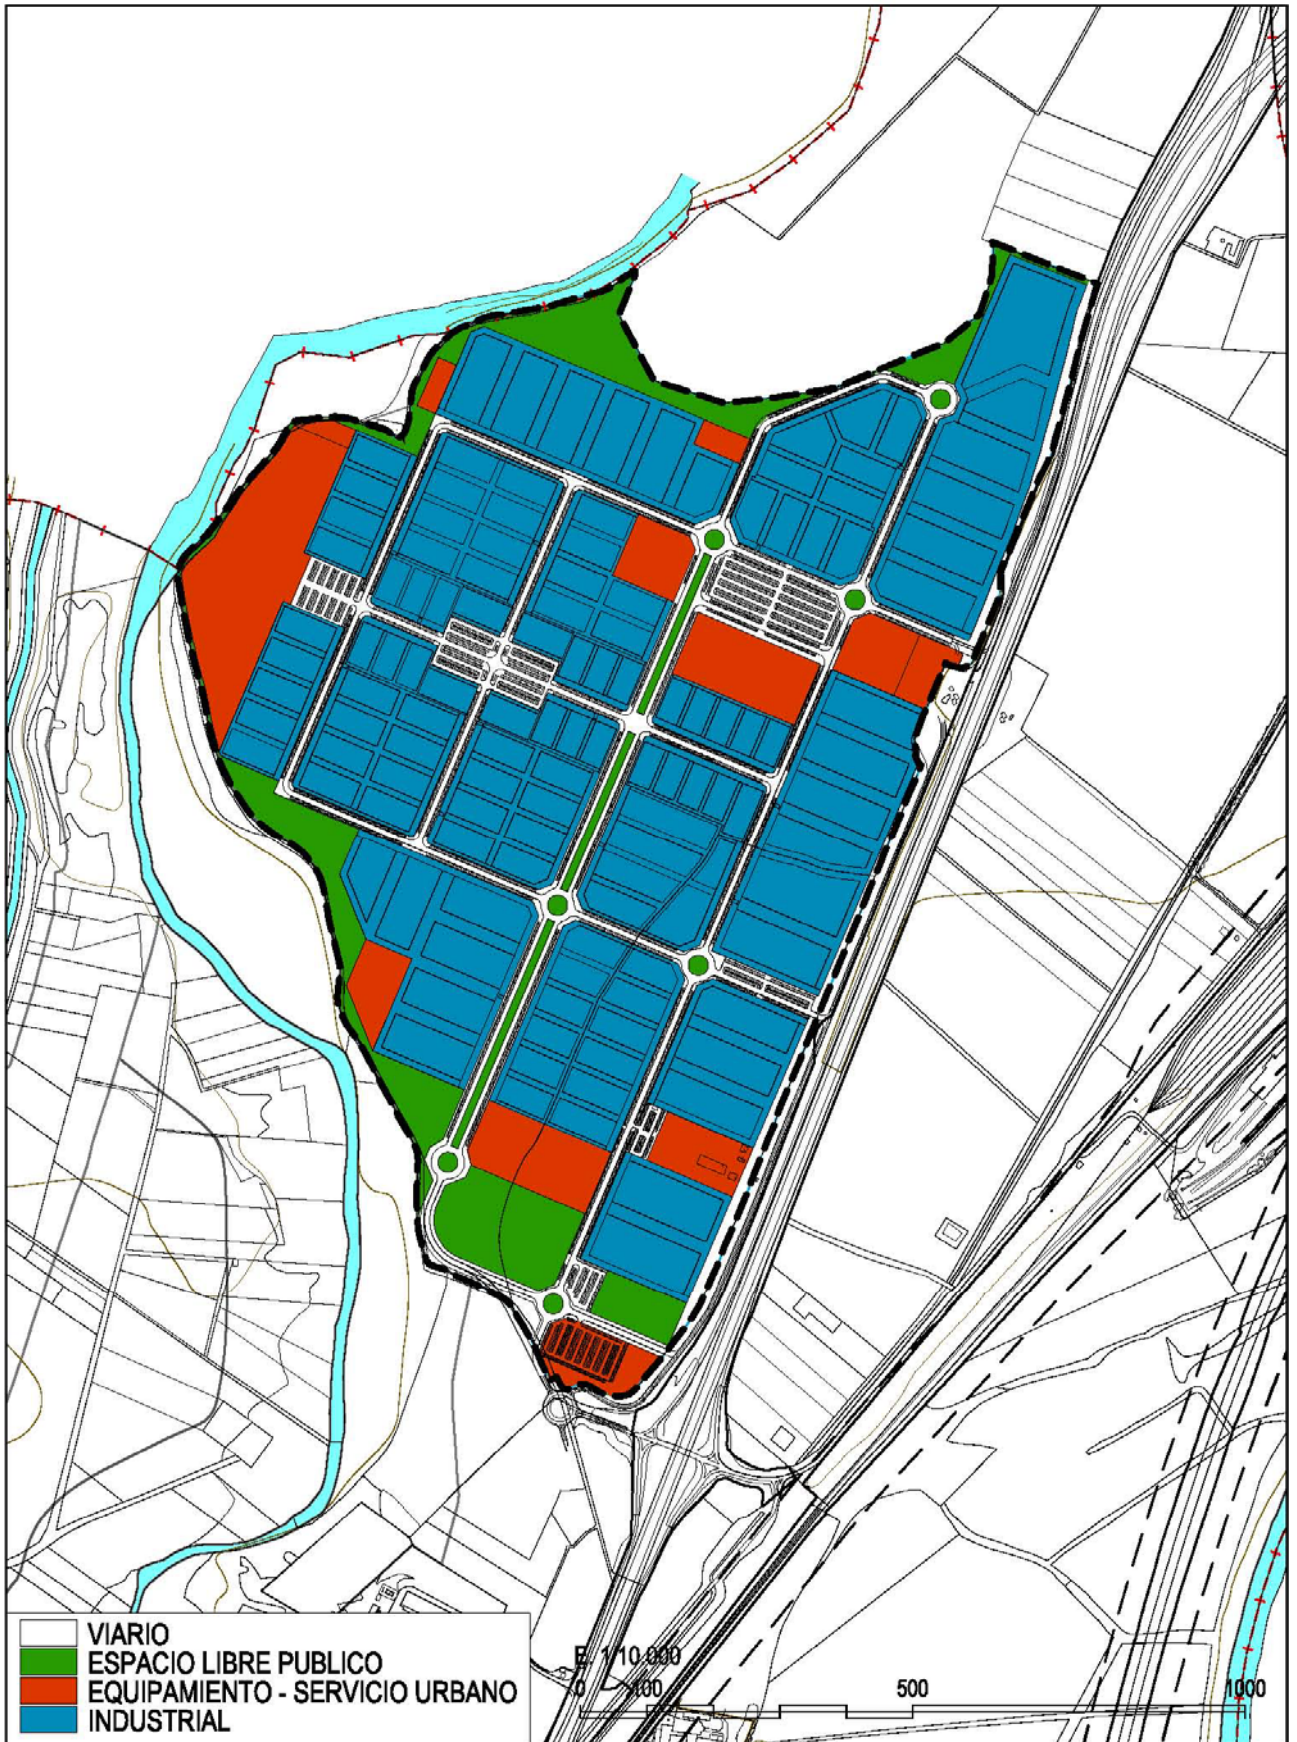 VIARIO
ESPACIO LIBRE PUBLICO
EQUIPAMIENTO - SERVICIO URBANO
INDUSTRIAL
E. 1/10.000
0 100 500 1000